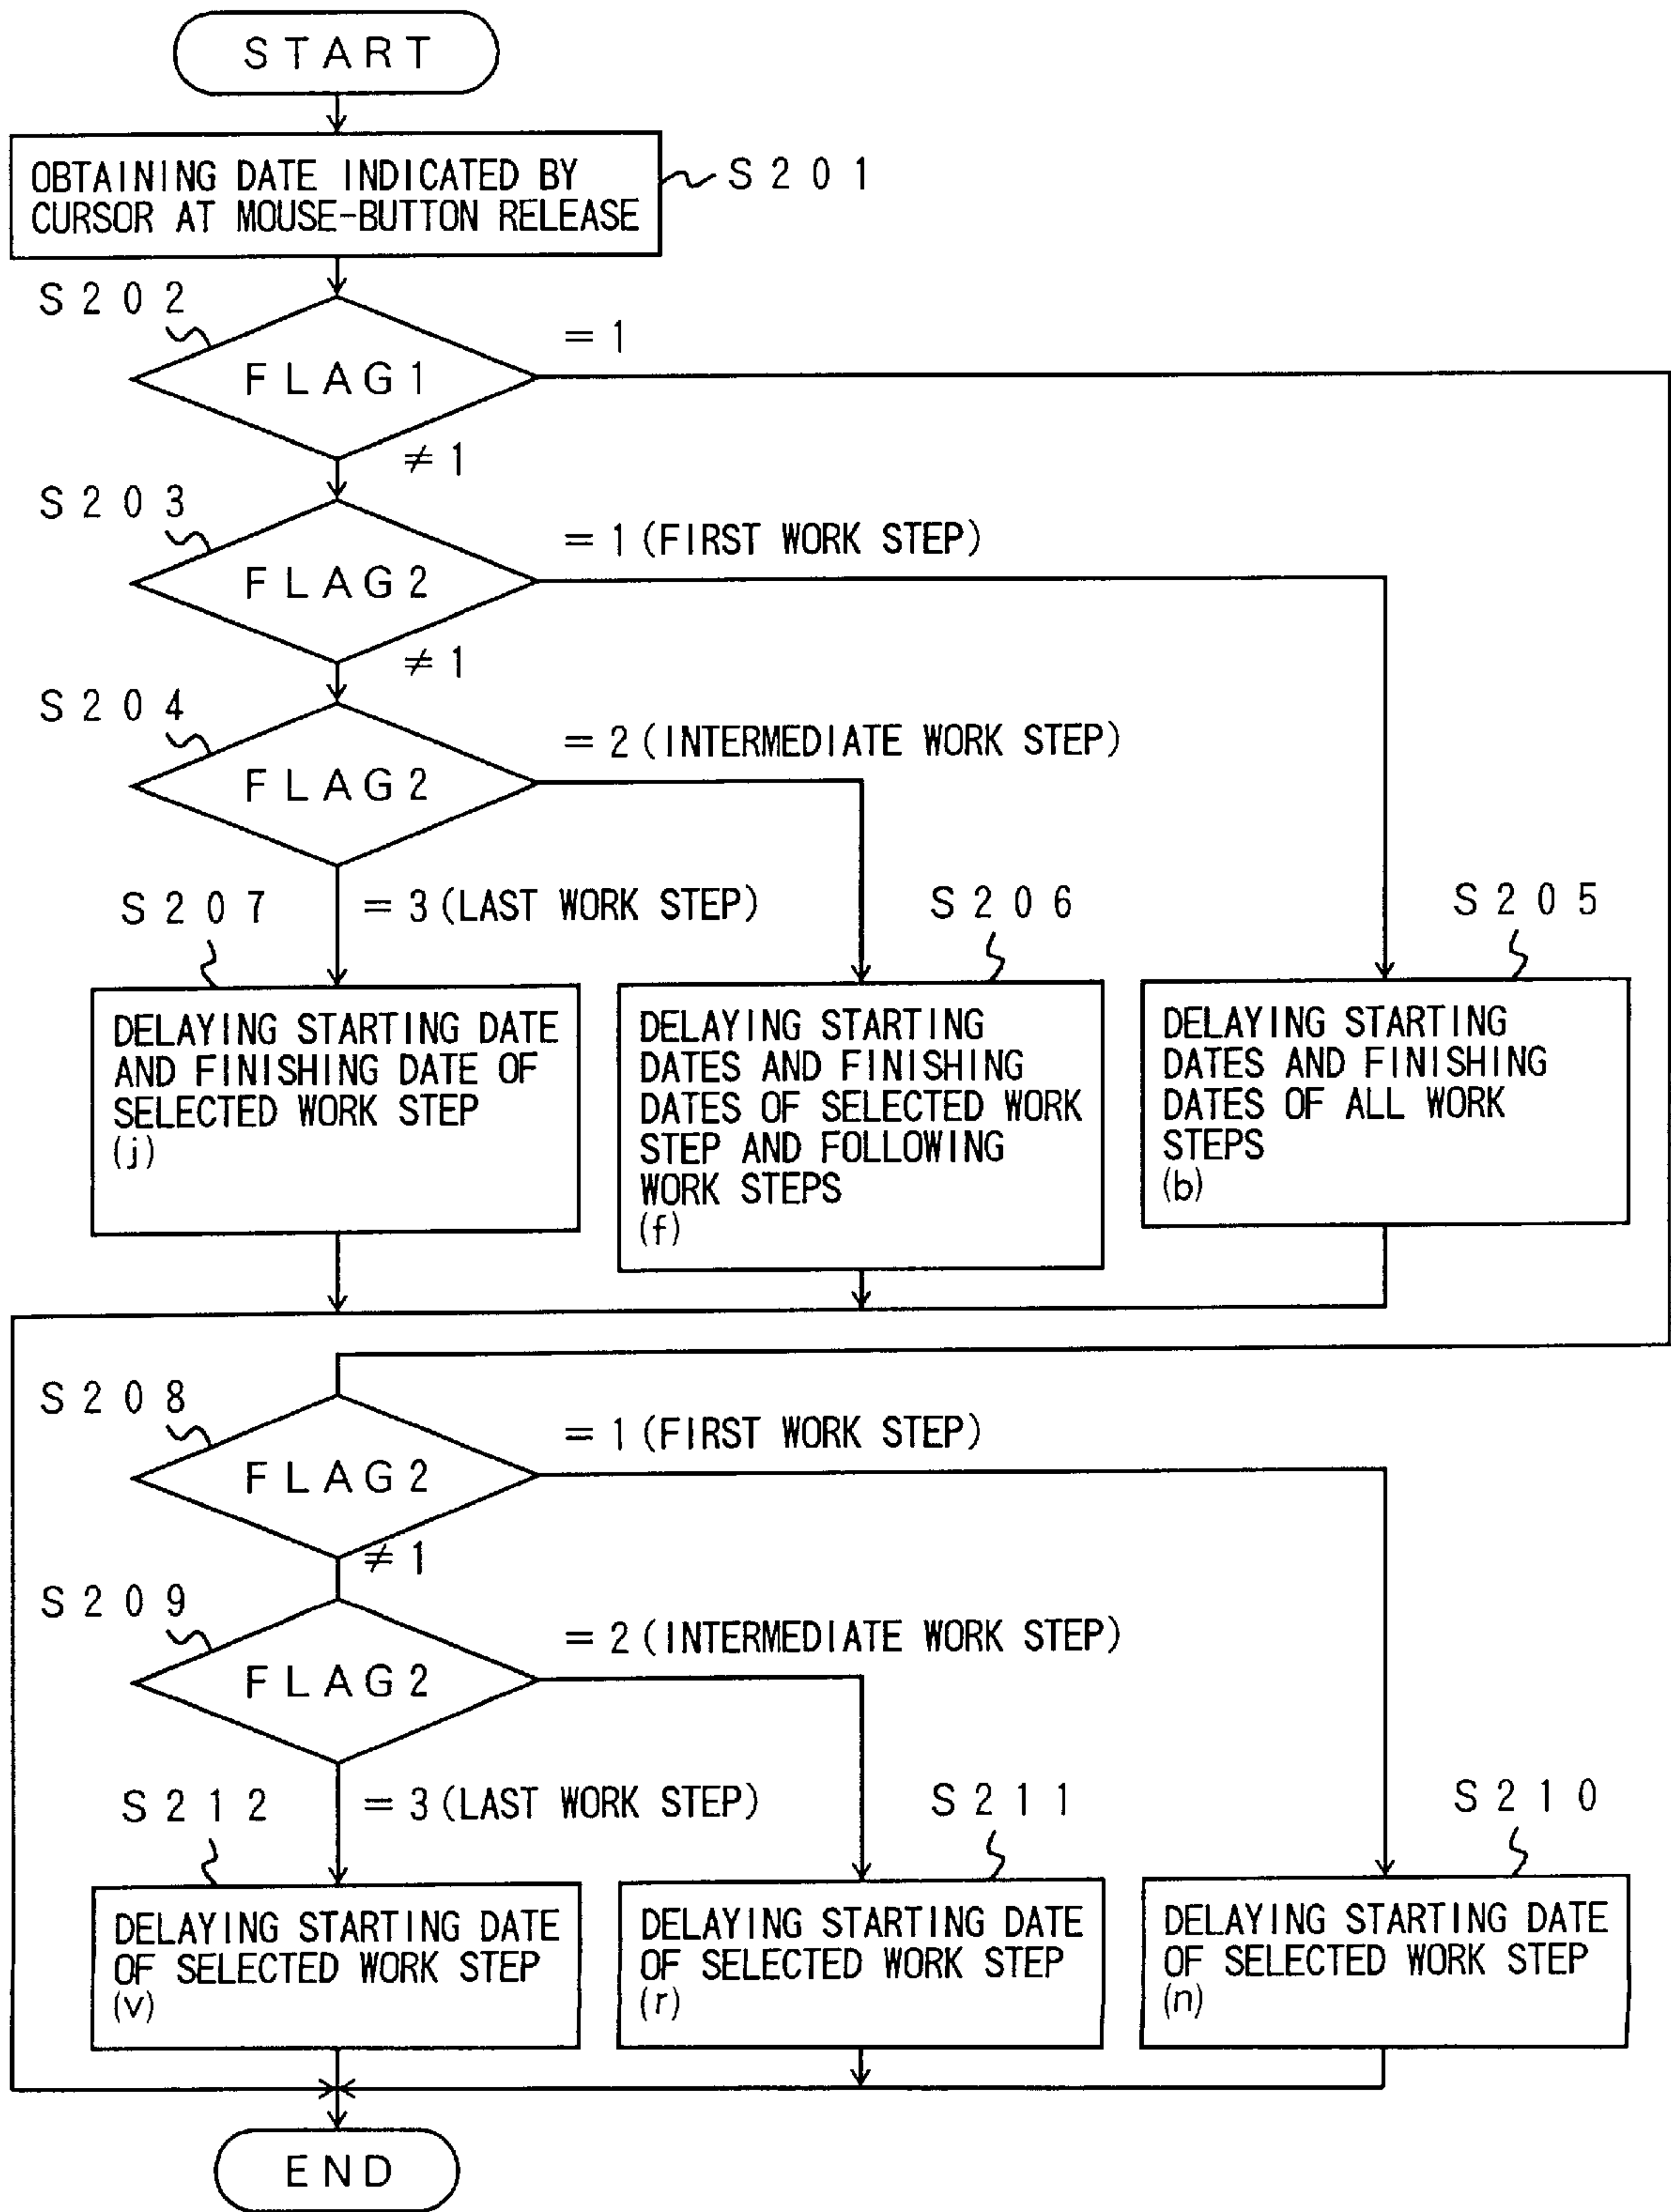 START
OBTAINING DATE INDICATED BY
CURSOR AT MOUSE-BUTTON RELEASE
S201
S202
FLAG1
=1
≠1
S203
FLAG2
=1(FIRST WORK STEP)
≠1
S204
FLAG2
=2(INTERMEDIATE WORK STEP)
=3(LAST WORK STEP)
S207
DELAYING STARTING DATE
AND FINISHING DATE OF
SELECTED WORK STEP
(j)
S206
DELAYING STARTING
DATES AND FINISHING
DATES OF SELECTED WORK
STEP AND FOLLOWING
WORK STEPS
(f)
S205
DELAYING STARTING
DATES AND FINISHING
DATES OF ALL WORK
STEPS
(b)
S208
FLAG2
=1(FIRST WORK STEP)
≠1
S209
FLAG2
=2(INTERMEDIATE WORK STEP)
=3(LAST WORK STEP)
S212
DELAYING STARTING DATE
OF SELECTED WORK STEP
(v)
S211
DELAYING STARTING DATE
OF SELECTED WORK STEP
(r)
S210
DELAYING STARTING DATE
OF SELECTED WORK STEP
(n)
END